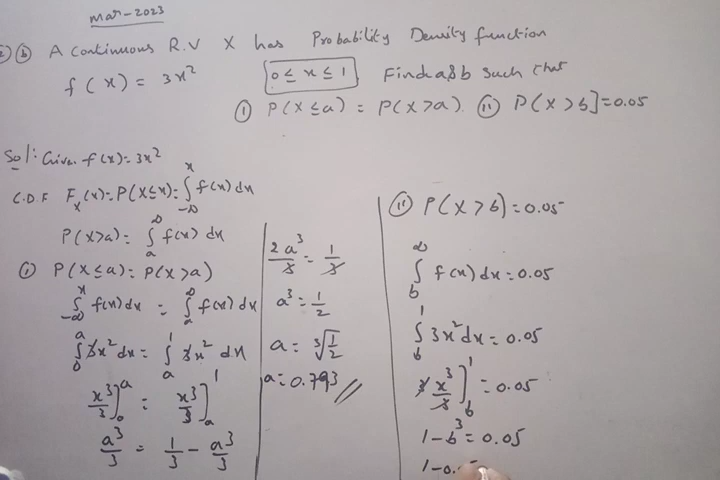 mar-2023
2) b) A continuous R.V X has Probability Density function
f(x) = 3x² 0 ≤ x ≤ 1 Find a & b such that
(i) P(X ≤ a) = P(X > a). (ii) P(X > b] = 0.05
Sol: Given f(x) = 3x²
C.D.F F_X(x) = P(X ≤ x) = ∫_{-∞}^{x} f(x) dx
P(X > a) = ∫_{a}^{∞} f(x) dx
(i) P(X ≤ a) = P(X > a)
∫_{-∞}^{x} f(x) dx = ∫_{a}^{∞} f(x) dx
∫_{0}^{a} 3x² dx = ∫_{a}^{1} 3x² dx
x³/3]_{0}^{a} = x³/3]_{a}^{1}
a³/3 = 1/3 - a³/3
2a³/3 = 1/3
a³ = 1/2
a = ∛(1/2)
a = 0.793 //
(ii) P(X > b) = 0.05
∫_{b}^{∞} f(x) dx = 0.05
∫_{b}^{1} 3x² dx = 0.05
3 x³/3]_{b}^{1} = 0.05
1 - b³ = 0.05
1 - 0.